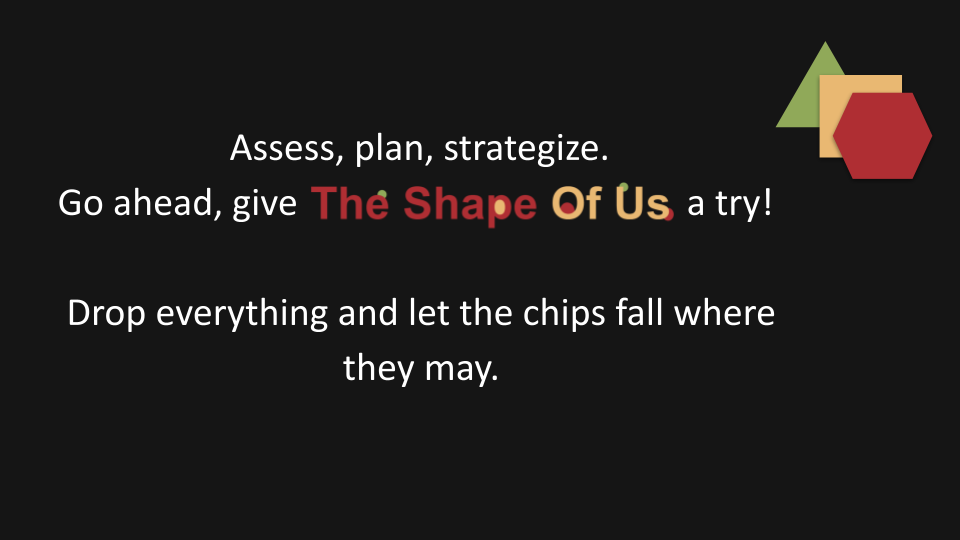 Assess, plan, strategize.
Go ahead, give The Shape Of Us a try!
Drop everything and let the chips fall where
they may.